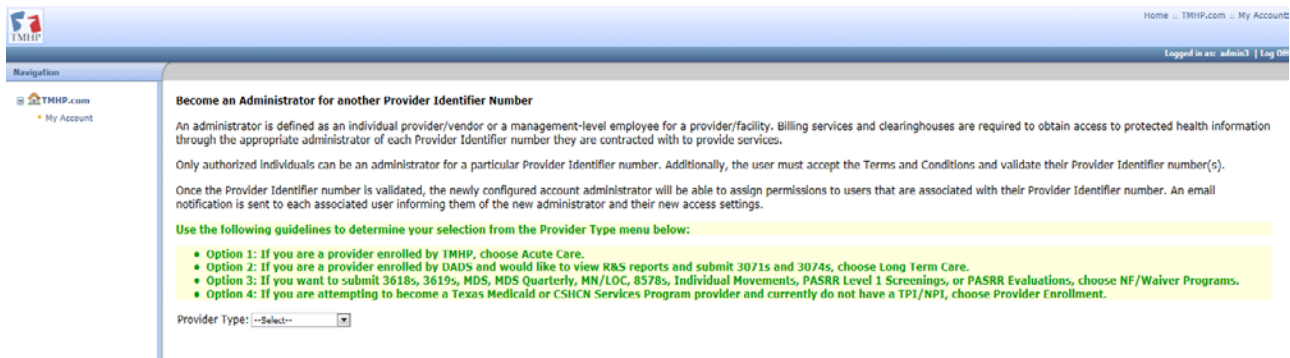 TMHP
Home :: TMHP.com :: My Account
Logged in as: admin3 | Log Off
Navigation
TMHP.com
My Account
Become an Administrator for another Provider Identifier Number
An administrator is defined as an individual provider/vendor or a management-level employee for a provider/facility. Billing services and clearinghouses are required to obtain access to protected health information
through the appropriate administrator of each Provider Identifier number they are contracted with to provide services.
Only authorized individuals can be an administrator for a particular Provider Identifier number. Additionally, the user must accept the Terms and Conditions and validate their Provider Identifier number(s).
Once the Provider Identifier number is validated, the newly configured account administrator will be able to assign permissions to users that are associated with their Provider Identifier number. An email
notification is sent to each associated user informing them of the new administrator and their new access settings.
Use the following guidelines to determine your selection from the Provider Type menu below:
• Option 1: If you are a provider enrolled by TMHP, choose Acute Care.
• Option 2: If you are a provider enrolled by DADS and would like to view R&S reports and submit 3071s and 3074s, choose Long Term Care.
• Option 3: If you want to submit 3618s, 3619s, MDS, MDS Quarterly, MN/LOC, 8578s, Individual Movements, PASRR Level 1 Screenings, or PASRR Evaluations, choose NF/Waiver Programs.
• Option 4: If you are attempting to become a Texas Medicaid or CSHCN Services Program provider and currently do not have a TPI/NPI, choose Provider Enrollment.
Provider Type: --Select--